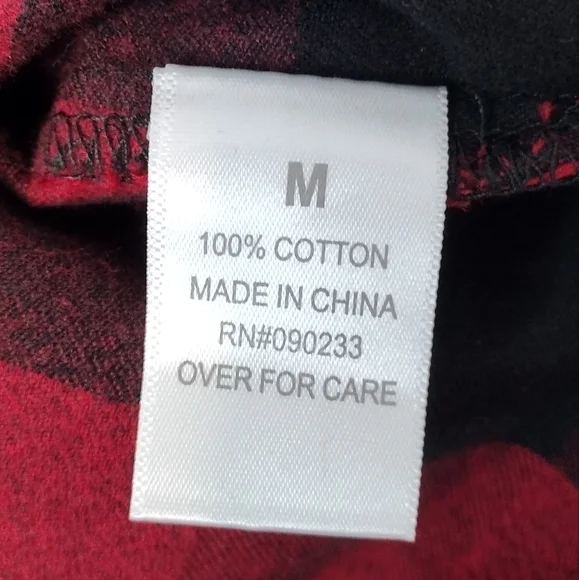 M
100% COTTON
MADE IN CHINA
RN#090233
OVER FOR CARE